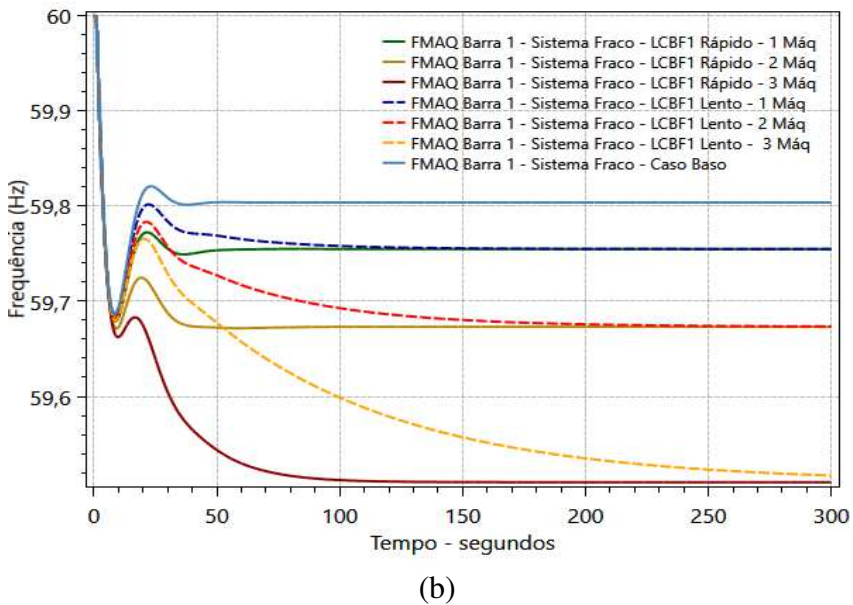 60
59,9
59,8
59,7
59,6
Frequência (Hz)
FMAQ Barra 1 - Sistema Fraco - LCBF1 Rápido - 1 Máq
FMAQ Barra 1 - Sistema Fraco - LCBF1 Rápido - 2 Máq
FMAQ Barra 1 - Sistema Fraco - LCBF1 Rápido - 3 Máq
FMAQ Barra 1 - Sistema Fraco - LCBF1 Lento - 1 Máq
FMAQ Barra 1 - Sistema Fraco - LCBF1 Lento - 2 Máq
FMAQ Barra 1 - Sistema Fraco - LCBF1 Lento - 3 Máq
FMAQ Barra 1 - Sistema Fraco - Caso Baso
0 50 100 150 200 250 300
Tempo - segundos
(b)